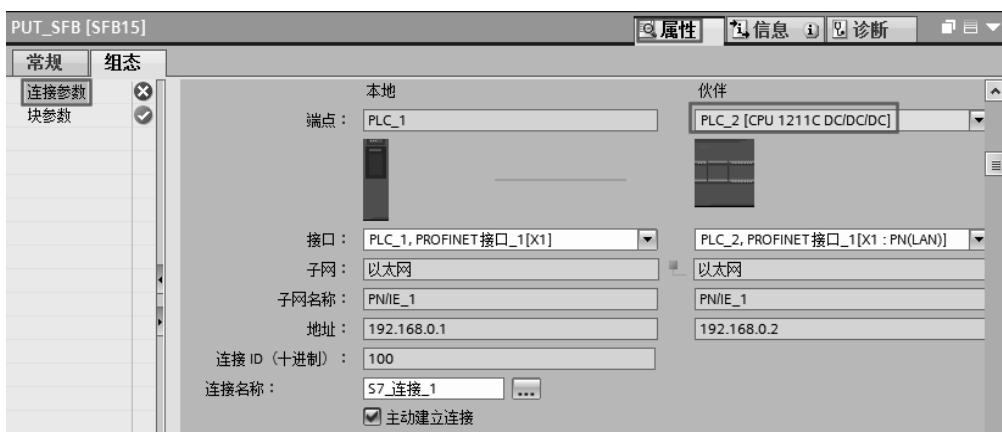 PUT_SFB [SFB15] 属性 信息 诊断
常规 组态
连接参数
块参数
本地 伙伴
端点： PLC_1 PLC_2 [CPU 1211C DC/DC/DC]
接口： PLC_1, PROFINET接口_1[X1] PLC_2, PROFINET接口_1[X1 : PN(LAN)]
子网： 以太网 以太网
子网名称： PN/IE_1 PN/IE_1
地址： 192.168.0.1 192.168.0.2
连接 ID（十进制）： 100
连接名称： S7_连接_1 ...
主动建立连接